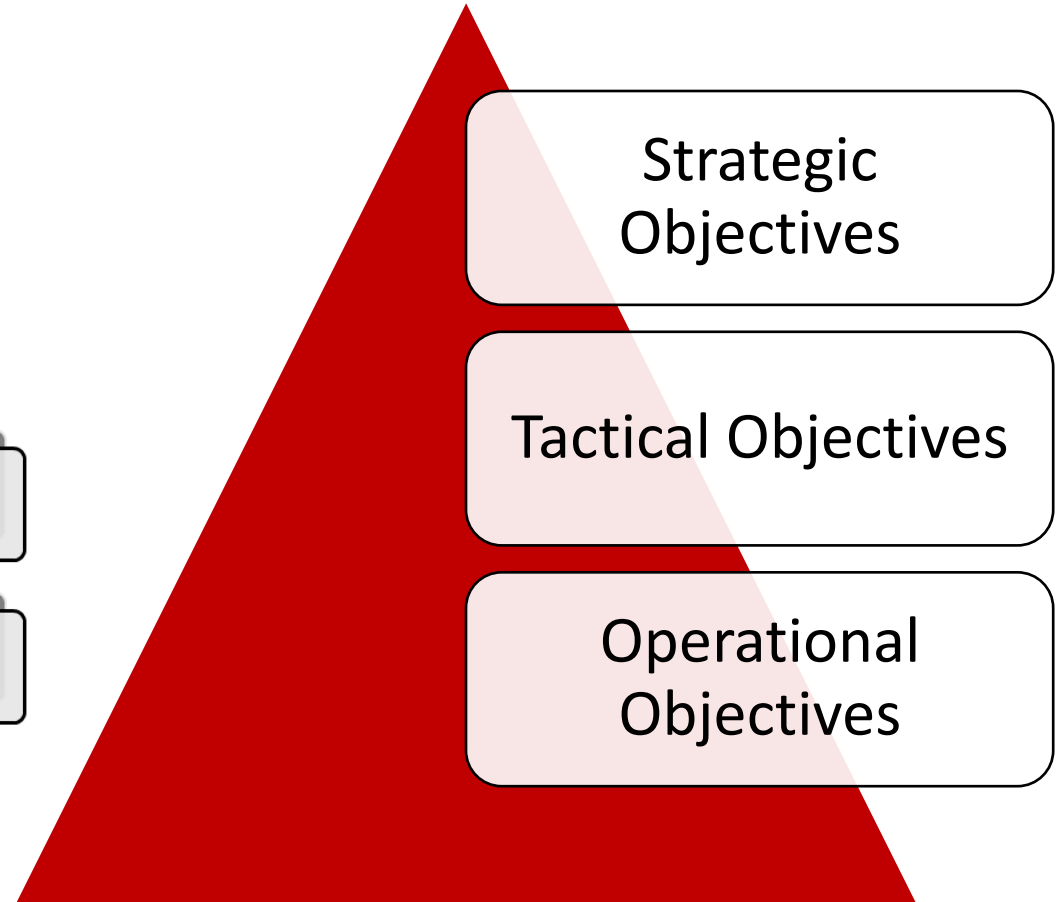 Strategic
Objectives
Tactical Objectives
Operational
Objectives